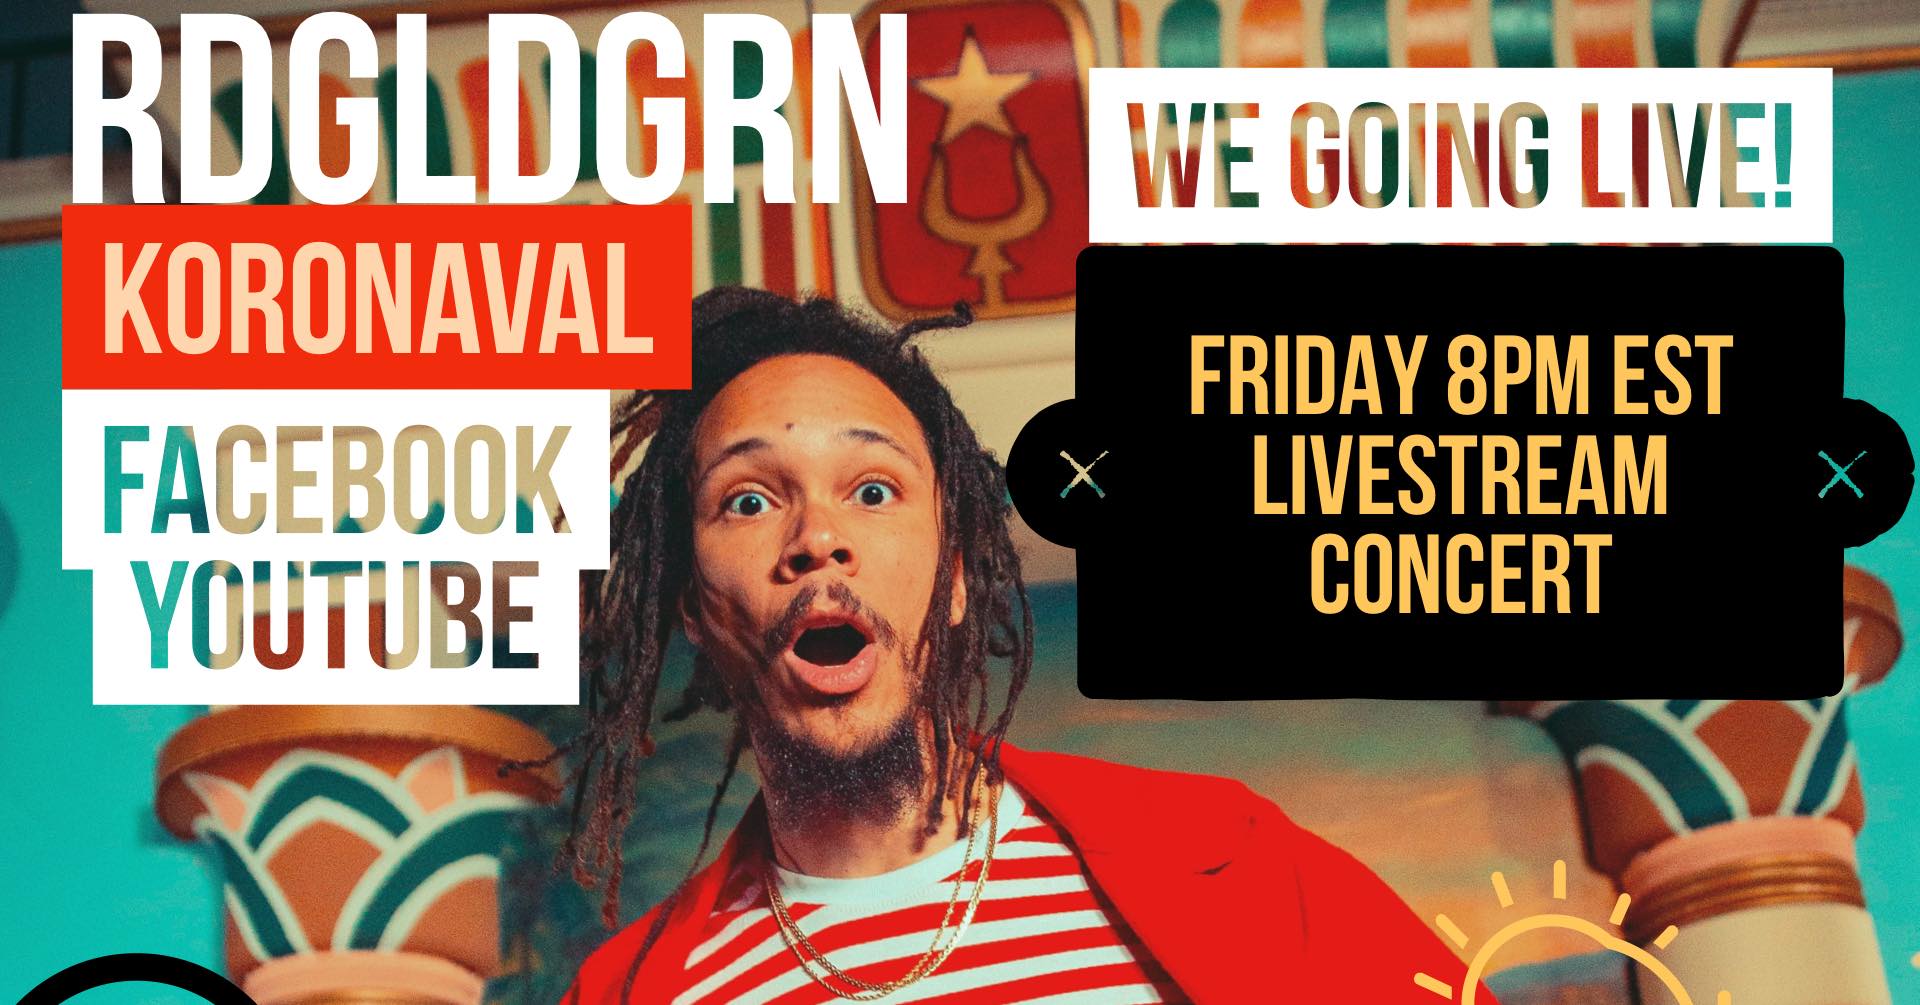 RDGLDGRN
KORONAVAL
FACEBOOK
YOUTUBE
WE GOING LIVE!
FRIDAY 8PM EST
LIVESTREAM
CONCERT